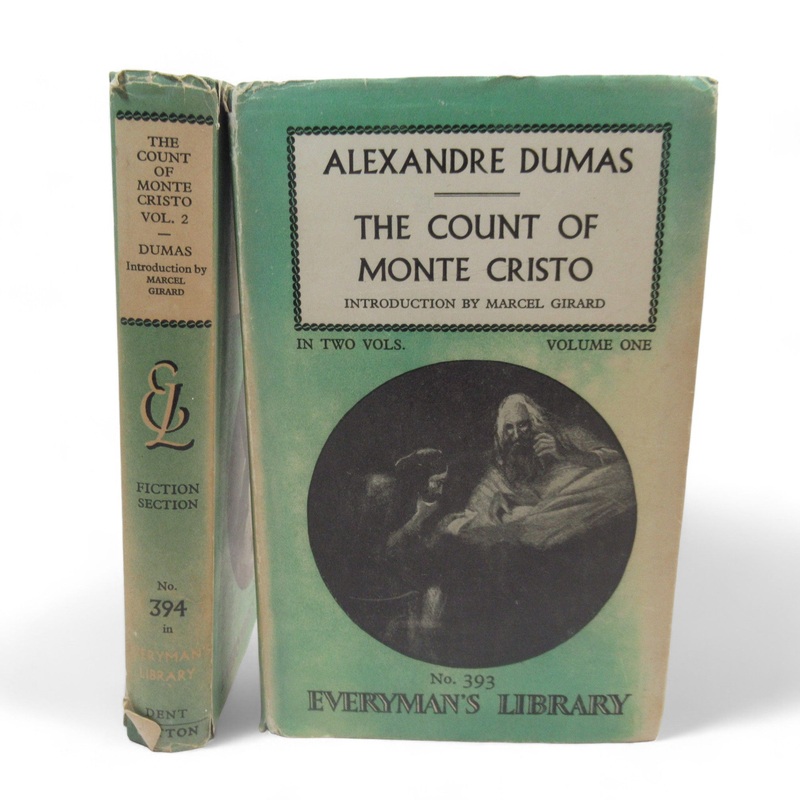 THE
COUNT
OF
MONTE
CRISTO
VOL. 2
DUMAS
Introduction by
MARCEL
GIRARD
EL
FICTION
SECTION
No.
394
in
LIBRARY
DENT
ALEXANDRE DUMAS
THE COUNT OF
MONTE CRISTO
INTRODUCTION BY MARCEL GIRARD
IN TWO VOLS. VOLUME ONE
No. 393
EVERYMAN'S LIBRARY